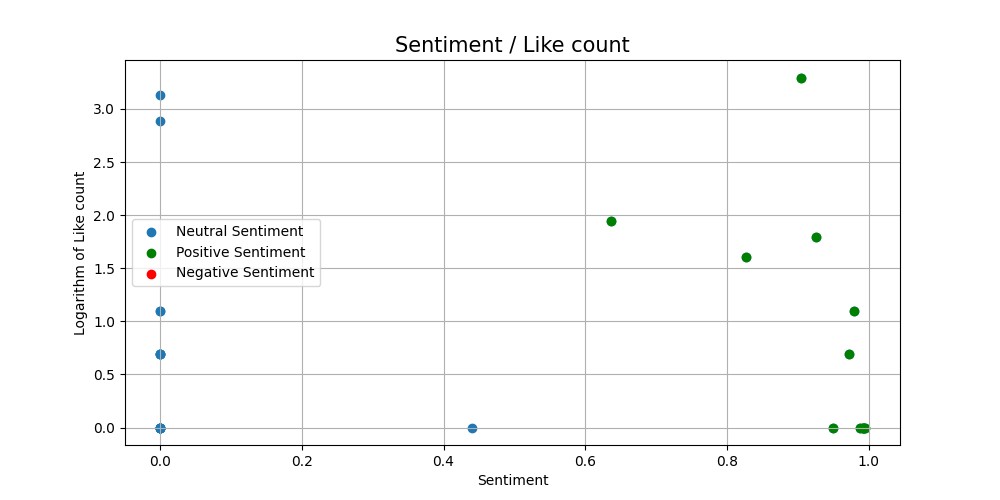 Sentiment / Like count
3.0
2.5
2.0
1.5
1.0
0.5
0.0
Logarithm of Like count
Neutral Sentiment
Positive Sentiment
Negative Sentiment
0.0 0.2 0.4 0.6 0.8 1.0
Sentiment